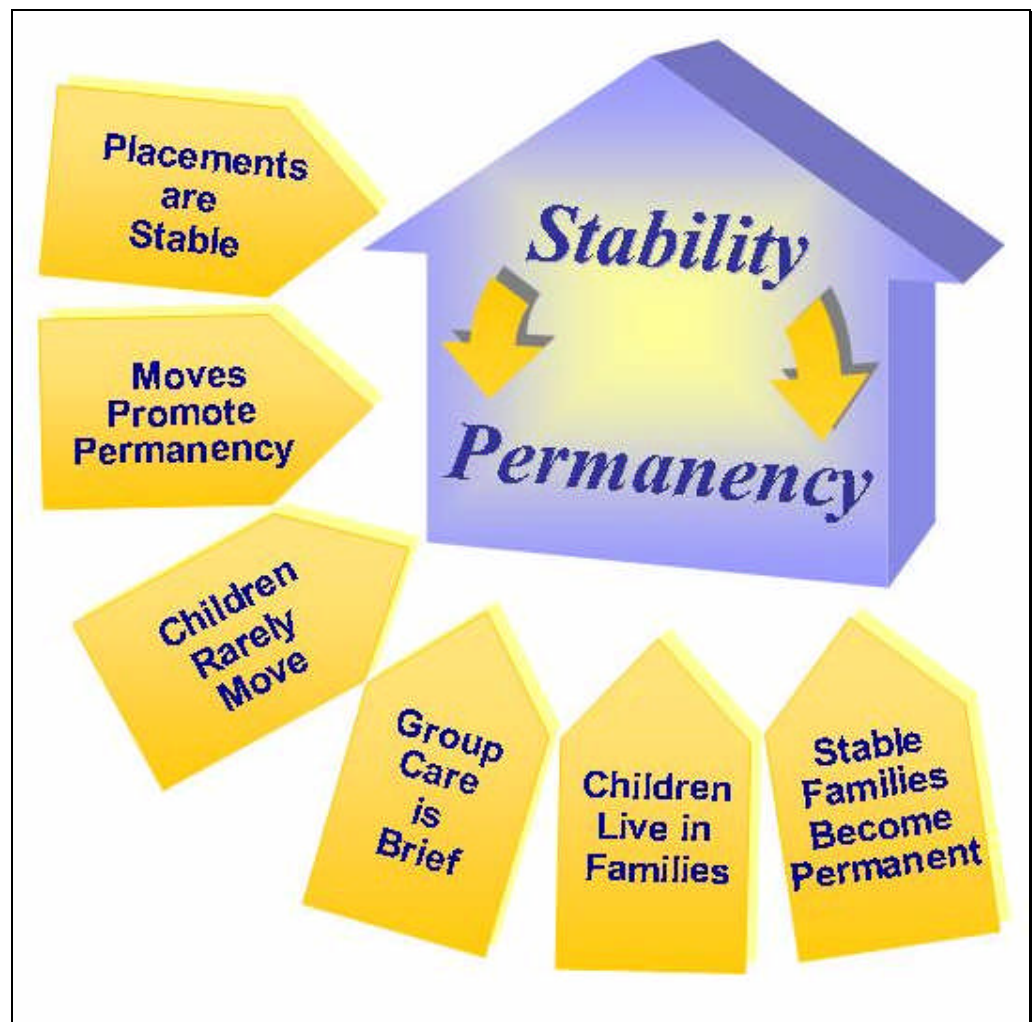 Placements
are
Stable
Stability
Permanency
Moves
Promote
Permanency
Children
Rarely
Move
Group
Care
is
Brief
Children
Live in
Families
Stable
Families
Become
Permanent